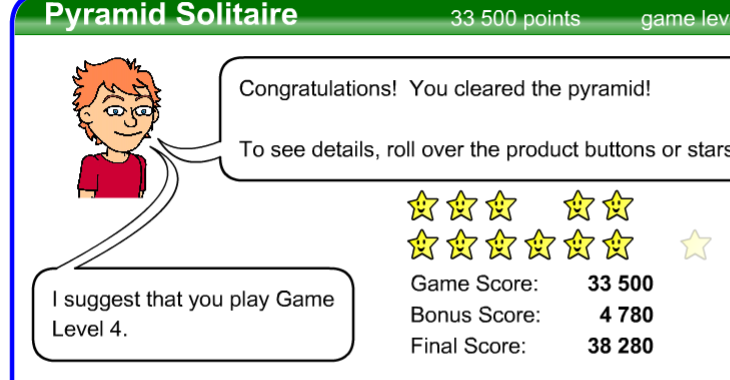 Pyramid Solitaire
33 500 points
game lev
Congratulations! You cleared the pyramid!
To see details, roll over the product buttons or stars
I suggest that you play Game
Level 4.
Game Score: 33 500
Bonus Score: 4 780
Final Score: 38 280